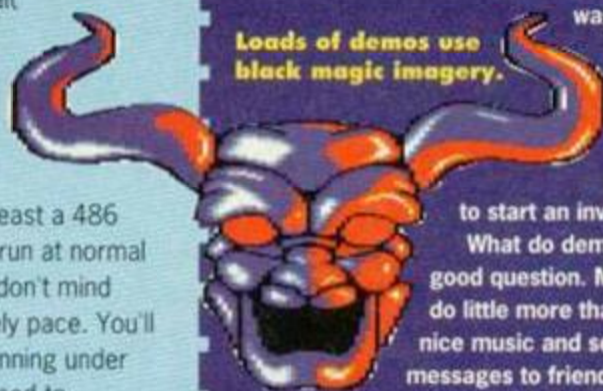 wa
Loads of demos use
black magic imagery.
east a 486
run at normal
don't mind
ly pace. You'll
nning under
to start an inv
What do dem
good question. M
do little more tha
nice music and s
messages to friend